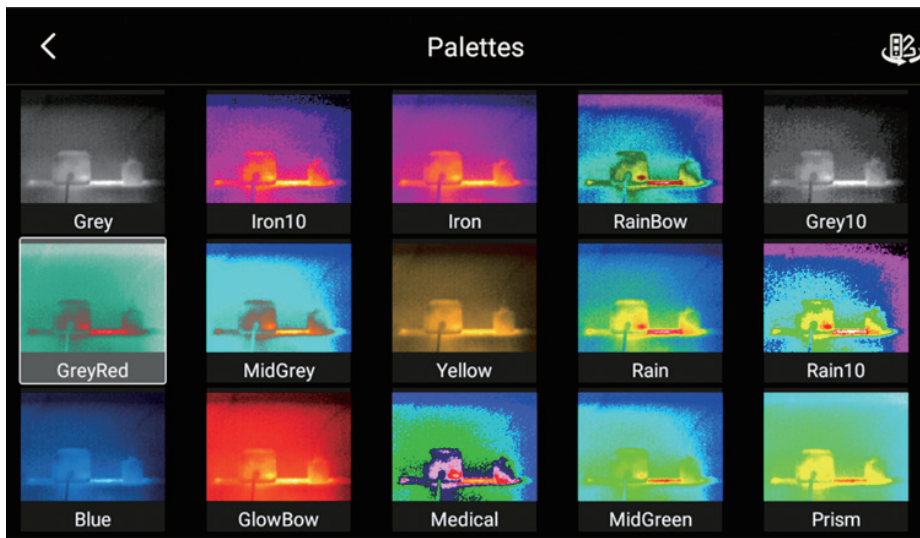 Palettes
Grey
Iron10
Iron
RainBow
Grey10
GreyRed
MidGrey
Yellow
Rain
Rain10
Blue
GlowBow
Medical
MidGreen
Prism